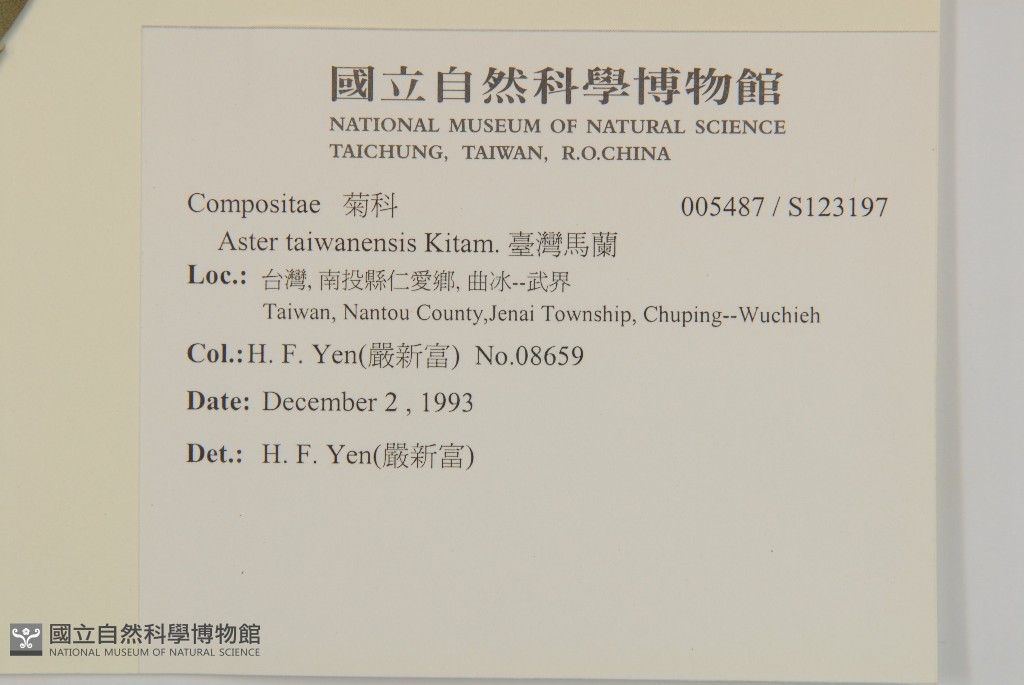 國立自然科學博物館
NATIONAL MUSEUM OF NATURAL SCIENCE
TAICHUNG, TAIWAN, R.O.CHINA
Compositae 菊科 005487 / S123197
Aster taiwanensis Kitam. 臺灣馬蘭
Loc.: 台灣, 南投縣仁愛鄉, 曲冰--武界
Taiwan, Nantou County,Jenai Township, Chuping--Wuchieh
Col.: H. F. Yen(嚴新富) No.08659
Date: December 2 , 1993
Det.: H. F. Yen(嚴新富)
國立自然科學博物館
NATIONAL MUSEUM OF NATURAL SCIENCE